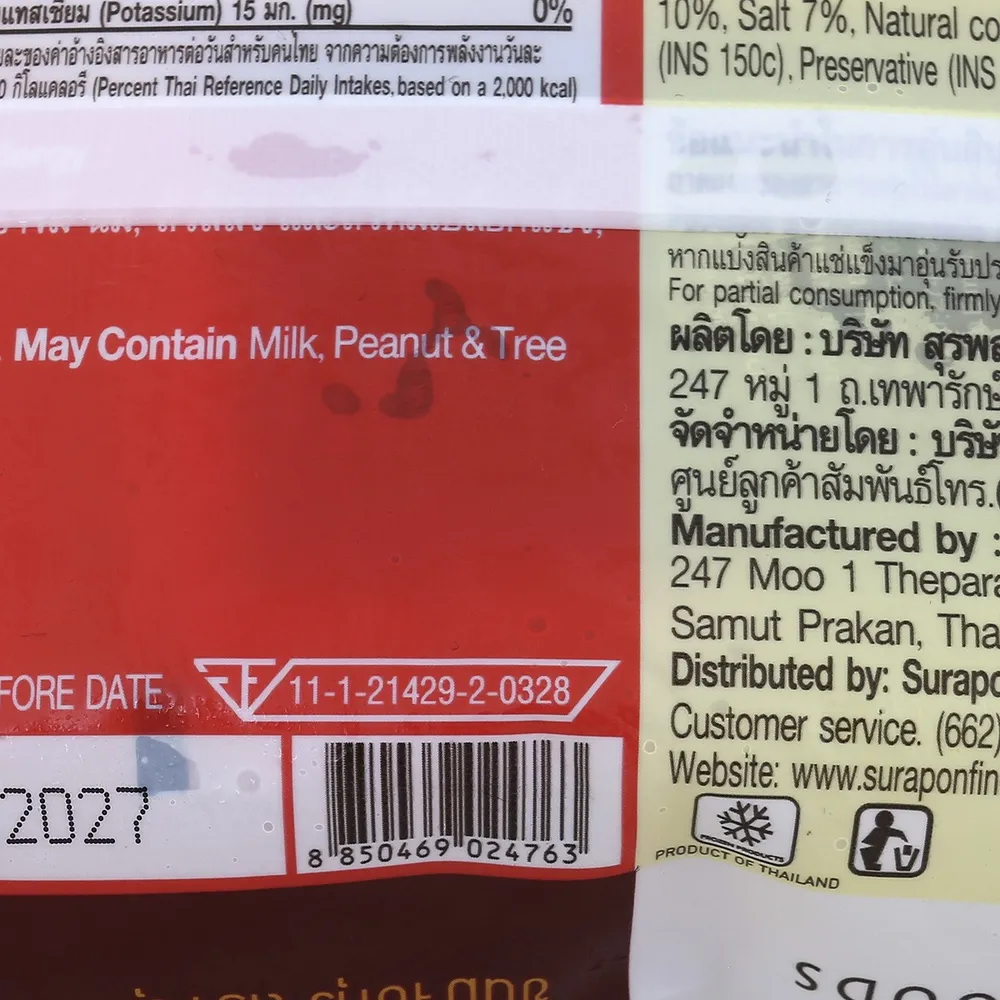 แทสเซียม (Potassium) 15 มก. (mg) 0%
ละของค่าอ้างอิงสารอาหารต่อวันสำหรับคนไทย จากความต้องการพลังงานวันละ
0 กิโลแคลอรี (Percent Thai Reference Daily Intakes, based on a 2,000 kcal)
May Contain Milk, Peanut & Tree
FORE DATE
11-1-21429-2-0328
2027
8 850469 024763
10%, Salt 7%, Natural co
(INS 150c), Preservative (INS
หากแบ่งสินค้าแช่แข็งมาอุ่นรับปร
For partial consumption, firmly
ผลิตโดย : บริษัท สุรพล
247 หมู่ 1 ถ.เทพารักษ์
จัดจำหน่ายโดย : บริษั
ศูนย์ลูกค้าสัมพันธ์โทร.(
Manufactured by :
247 Moo 1 Thepara
Samut Prakan, Tha
Distributed by: Surapo
Customer service. (662)
Website: www.suraponfin
FROZEN PRODUCTS
PRODUCT OF THAILAND